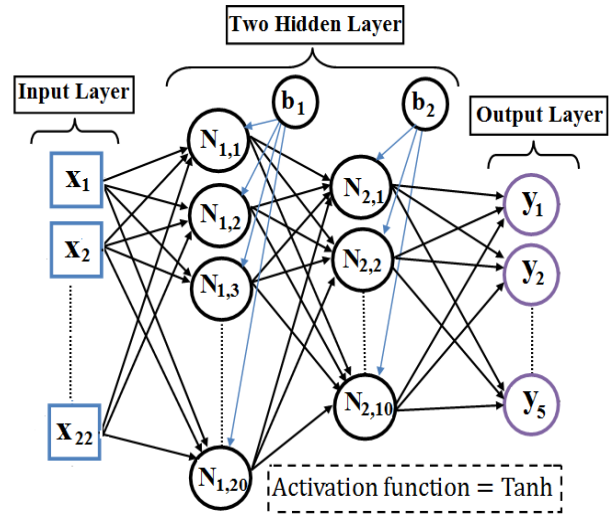 Two Hidden Layer
Input Layer
Output Layer
b1
b2
x1
x2
x22
N1,1
N1,2
N1,3
N1,20
N2,1
N2,2
N2,10
y1
y2
y5
Activation function = Tanh